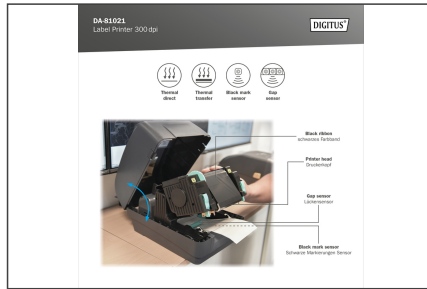 DA-81021
Label Printer 300 dpi
DIGITUS®
Thermal
direct
Thermal
transfer
Black mark
sensor
Gap
sensor
Black ribbon
schwarzes Farbband
Printer head
Druckerkopf
Gap sensor
Lückensensor
Black mark sensor
Schwarze Markierungen Sensor